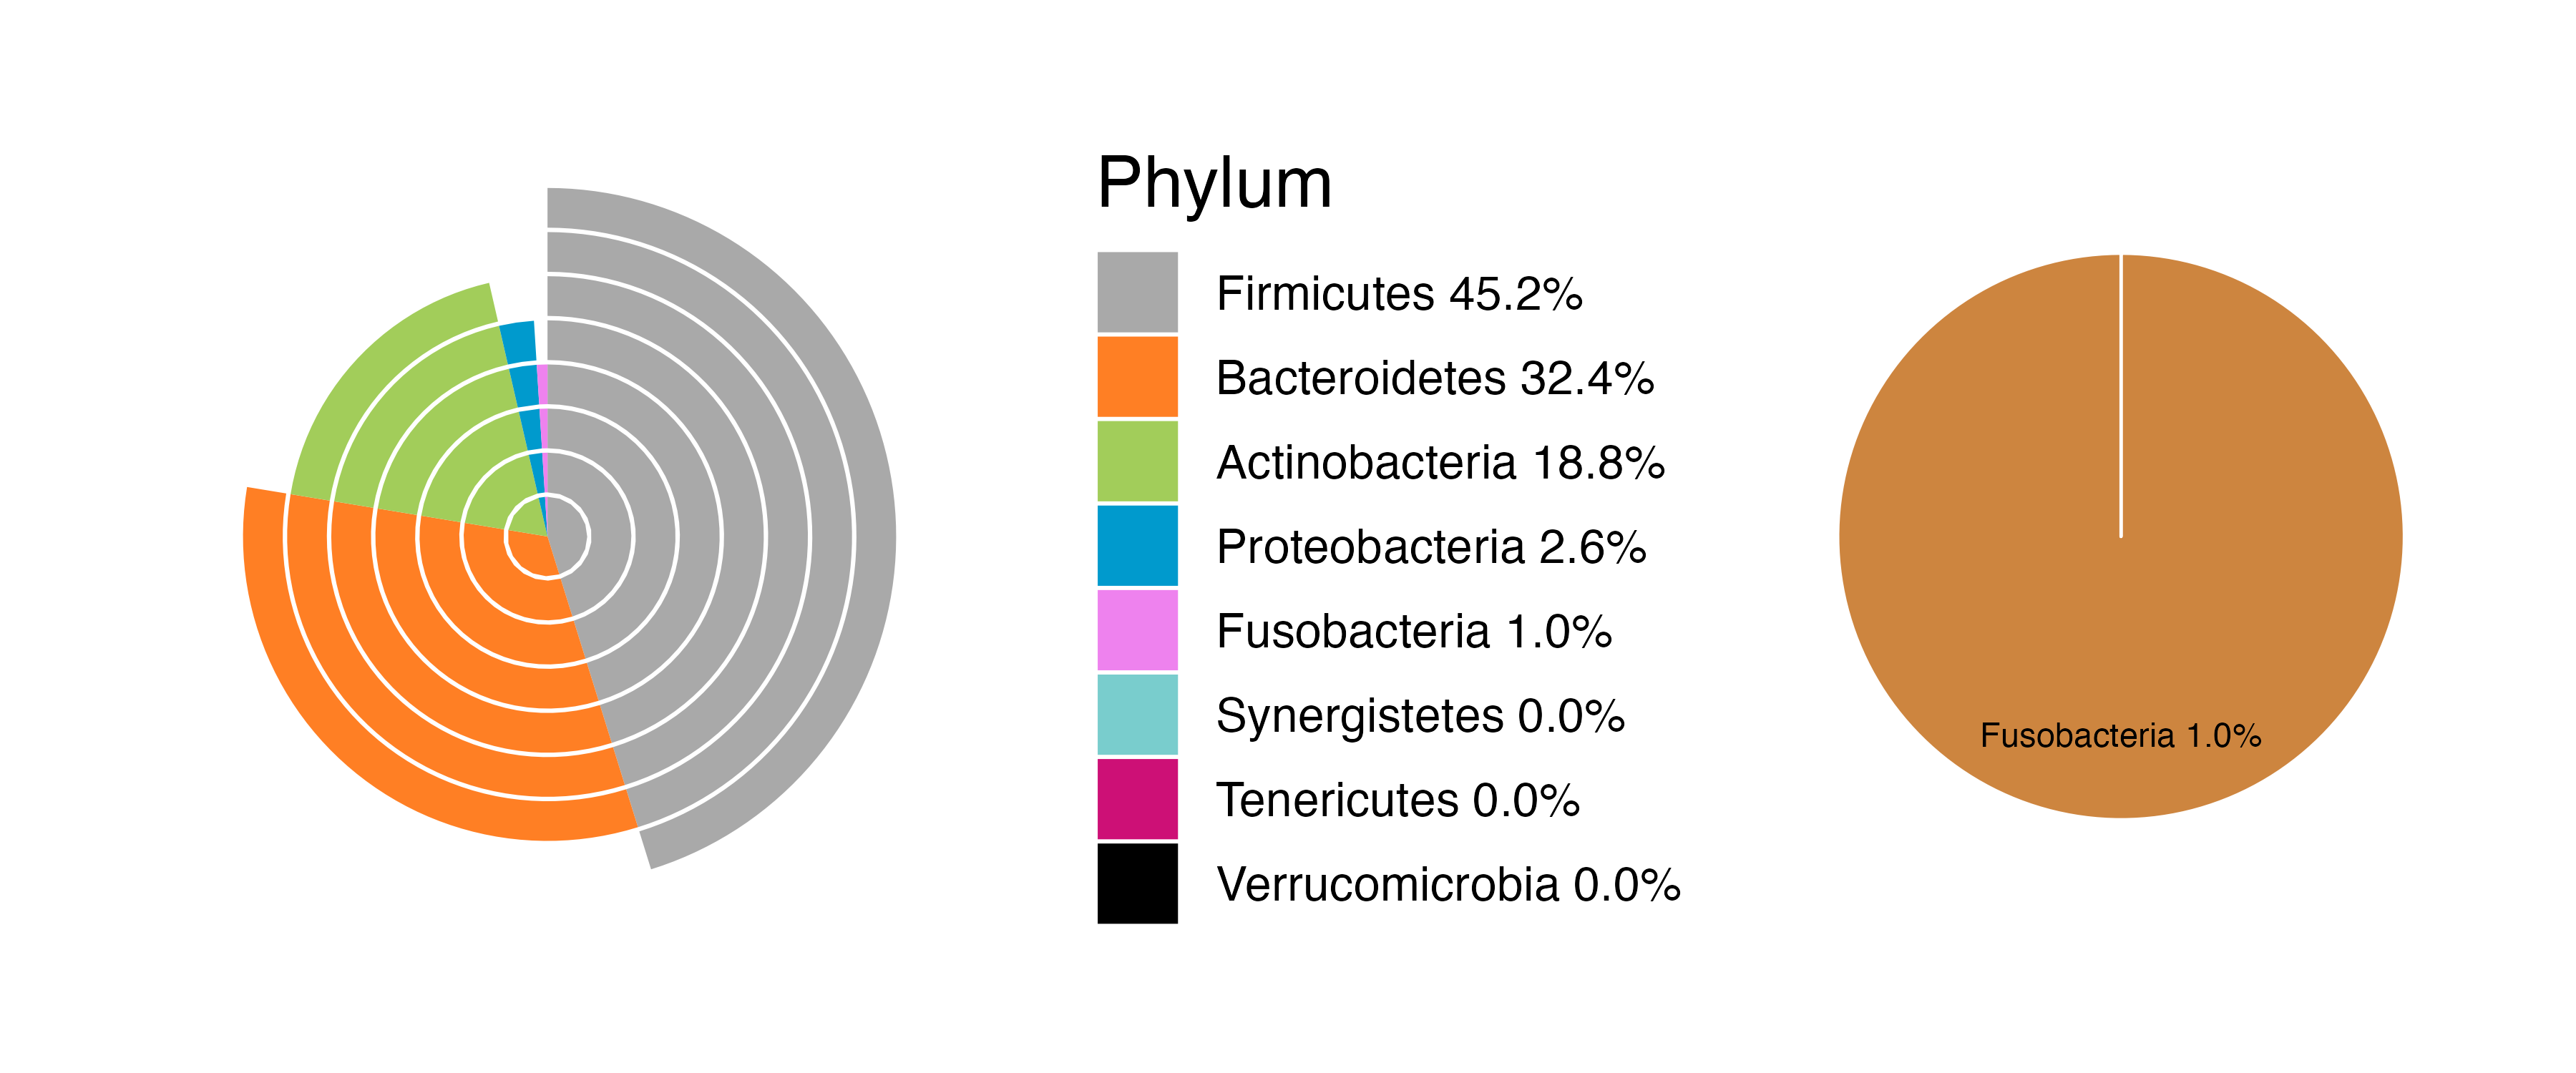 Phylum
Firmicutes 45.2%
Bacteroidetes 32.4%
Actinobacteria 18.8%
Proteobacteria 2.6%
Fusobacteria 1.0%
Synergistetes 0.0%
Tenericutes 0.0%
Verrucomicrobia 0.0%
Fusobacteria 1.0%